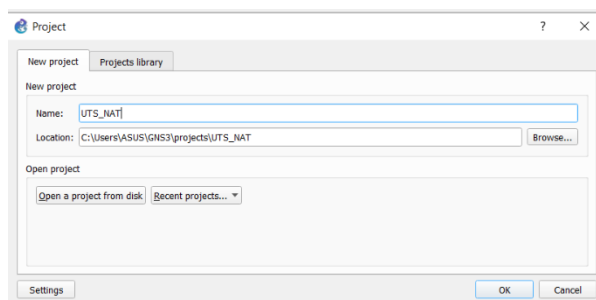 Project ?
New project Projects library
New project
Name: UTS_NAT
Location: C:\Users\ASUS\GNS3\projects\UTS_NAT Browse...
Open project
Open a project from disk Recent projects...
Settings OK Cancel